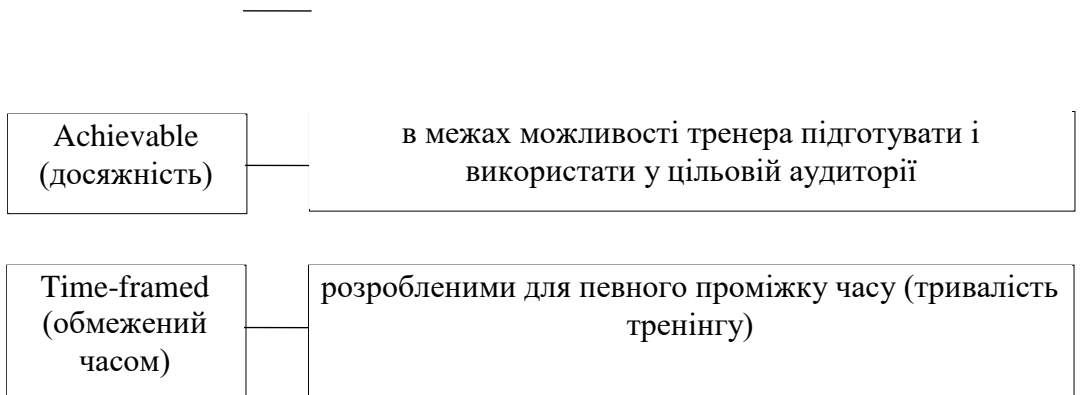 Achievable
(досяжність)
в межах можливості тренера підготувати і
використати у цільовій аудиторії
Time-framed
(обмежений
часом)
розробленими для певного проміжку часу (тривалість
тренінгу)